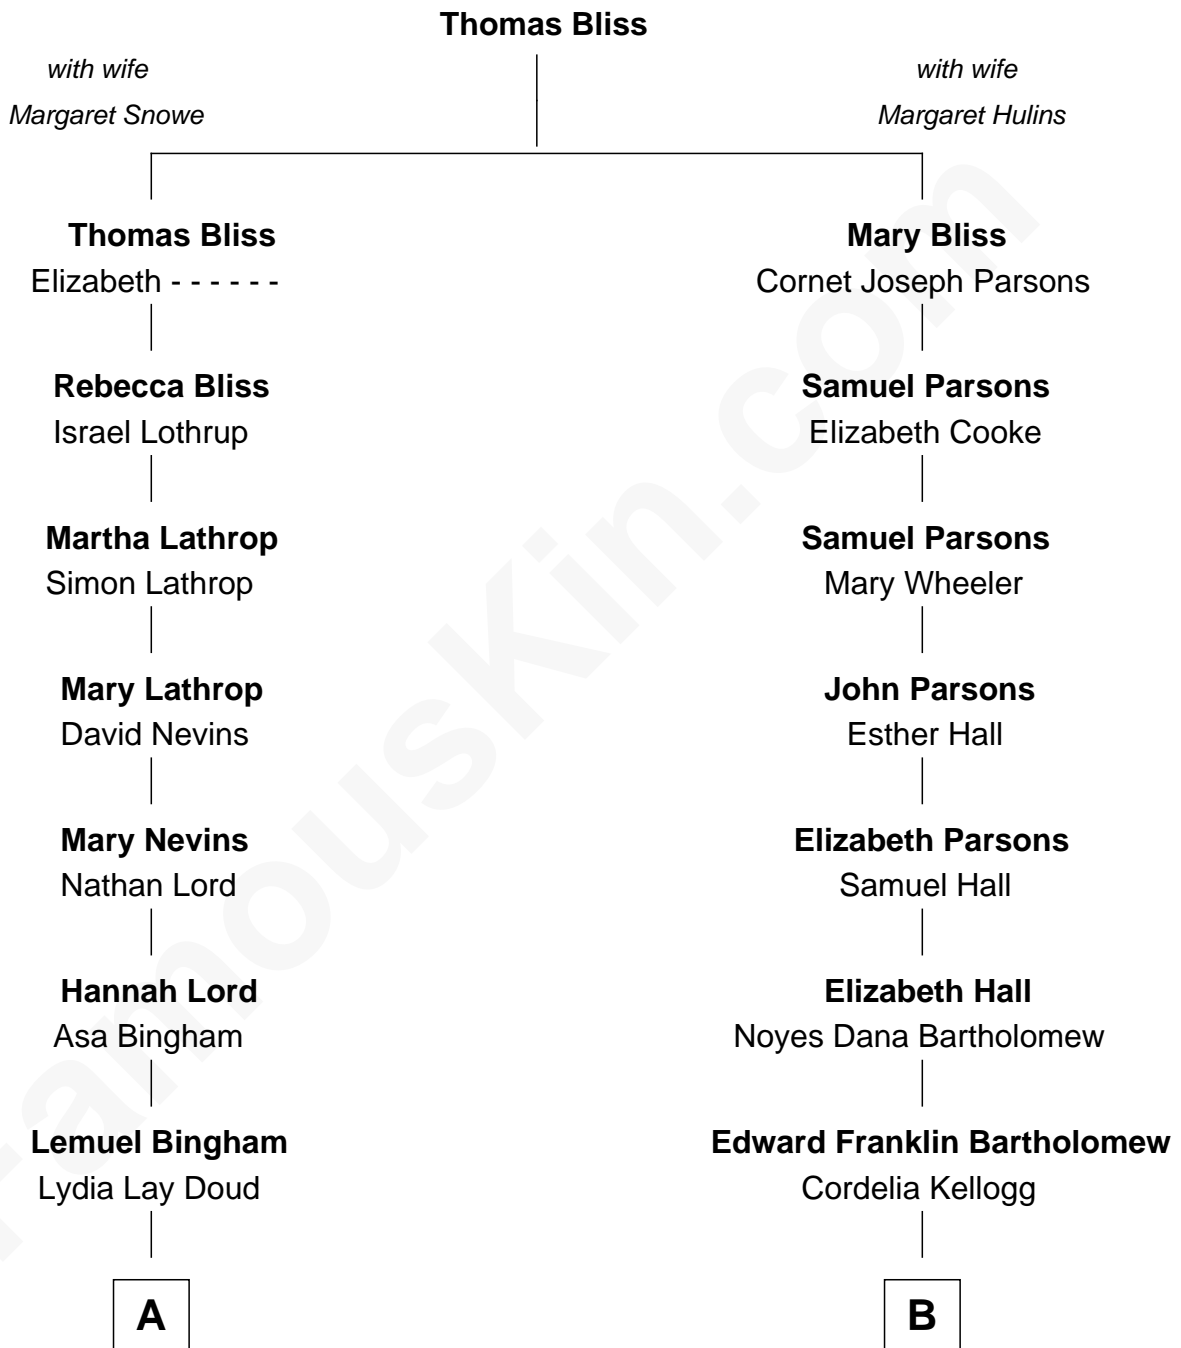 Thomas Bliss
with wife
Margaret Snowe
with wife
Margaret Hulins
Thomas Bliss
Elizabeth - - - - - -
Mary Bliss
Cornet Joseph Parsons
Rebecca Bliss
Israel Lothrup
Samuel Parsons
Elizabeth Cooke
Martha Lathrop
Simon Lathrop
Samuel Parsons
Mary Wheeler
Mary Lathrop
David Nevins
John Parsons
Esther Hall
Mary Nevins
Nathan Lord
Elizabeth Parsons
Samuel Hall
Hannah Lord
Asa Bingham
Elizabeth Hall
Noyes Dana Bartholomew
Lemuel Bingham
Lydia Lay Doud
Edward Franklin Bartholomew
Cordelia Kellogg
A
B
FamousKin.com